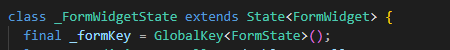 class _FormWidgetState extends State<FormWidget> {
final _formKey = GlobalKey<FormState>();